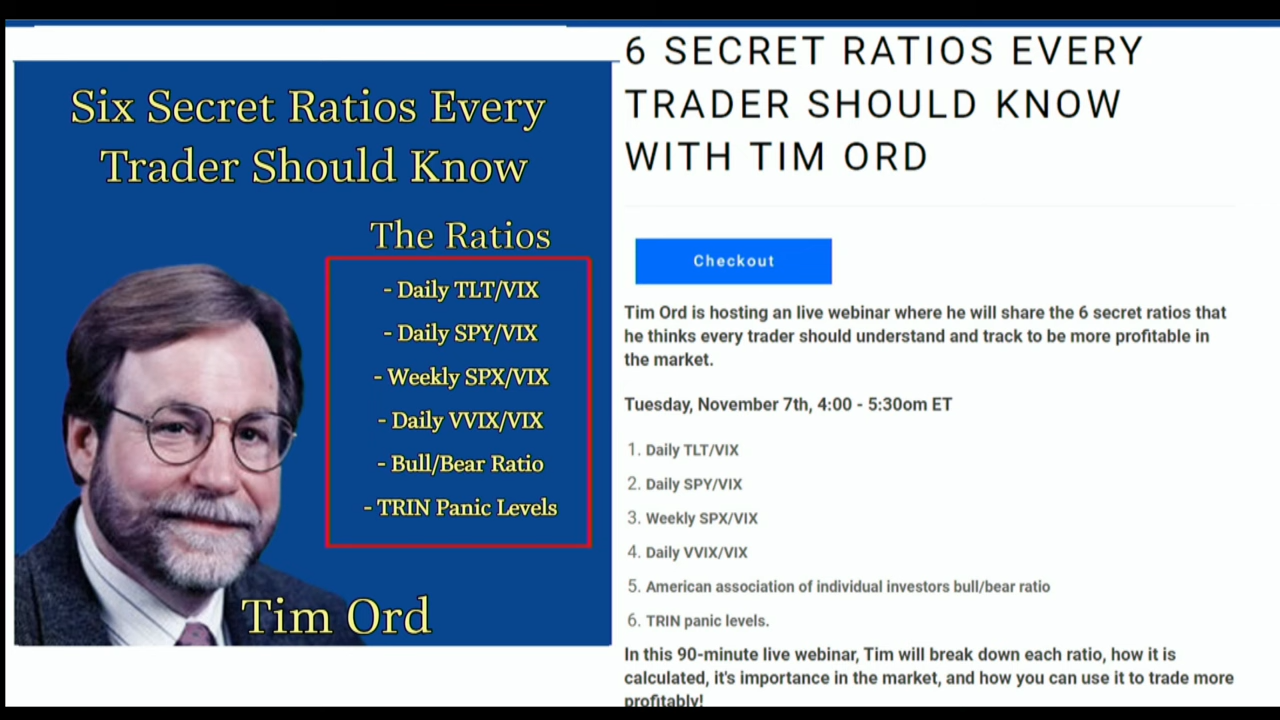 Six Secret Ratios Every
Trader Should Know
The Ratios
- Daily TLT/VIX
- Daily SPY/VIX
- Weekly SPX/VIX
- Daily VVIX/VIX
- Bull/Bear Ratio
- TRIN Panic Levels
Tim Ord
6 SECRET RATIOS EVERY
TRADER SHOULD KNOW
WITH TIM ORD
Checkout
Tim Ord is hosting an live webinar where he will share the 6 secret ratios that
he thinks every trader should understand and track to be more profitable in
the market.
Tuesday, November 7th, 4:00 - 5:30om ET
1. Daily TLT/VIX
2. Daily SPY/VIX
3. Weekly SPX/VIX
4. Daily VVIX/VIX
5. American association of individual investors bull/bear ratio
6. TRIN panic levels.
In this 90-minute live webinar, Tim will break down each ratio, how it is
calculated, it's importance in the market, and how you can use it to trade more
profitably!